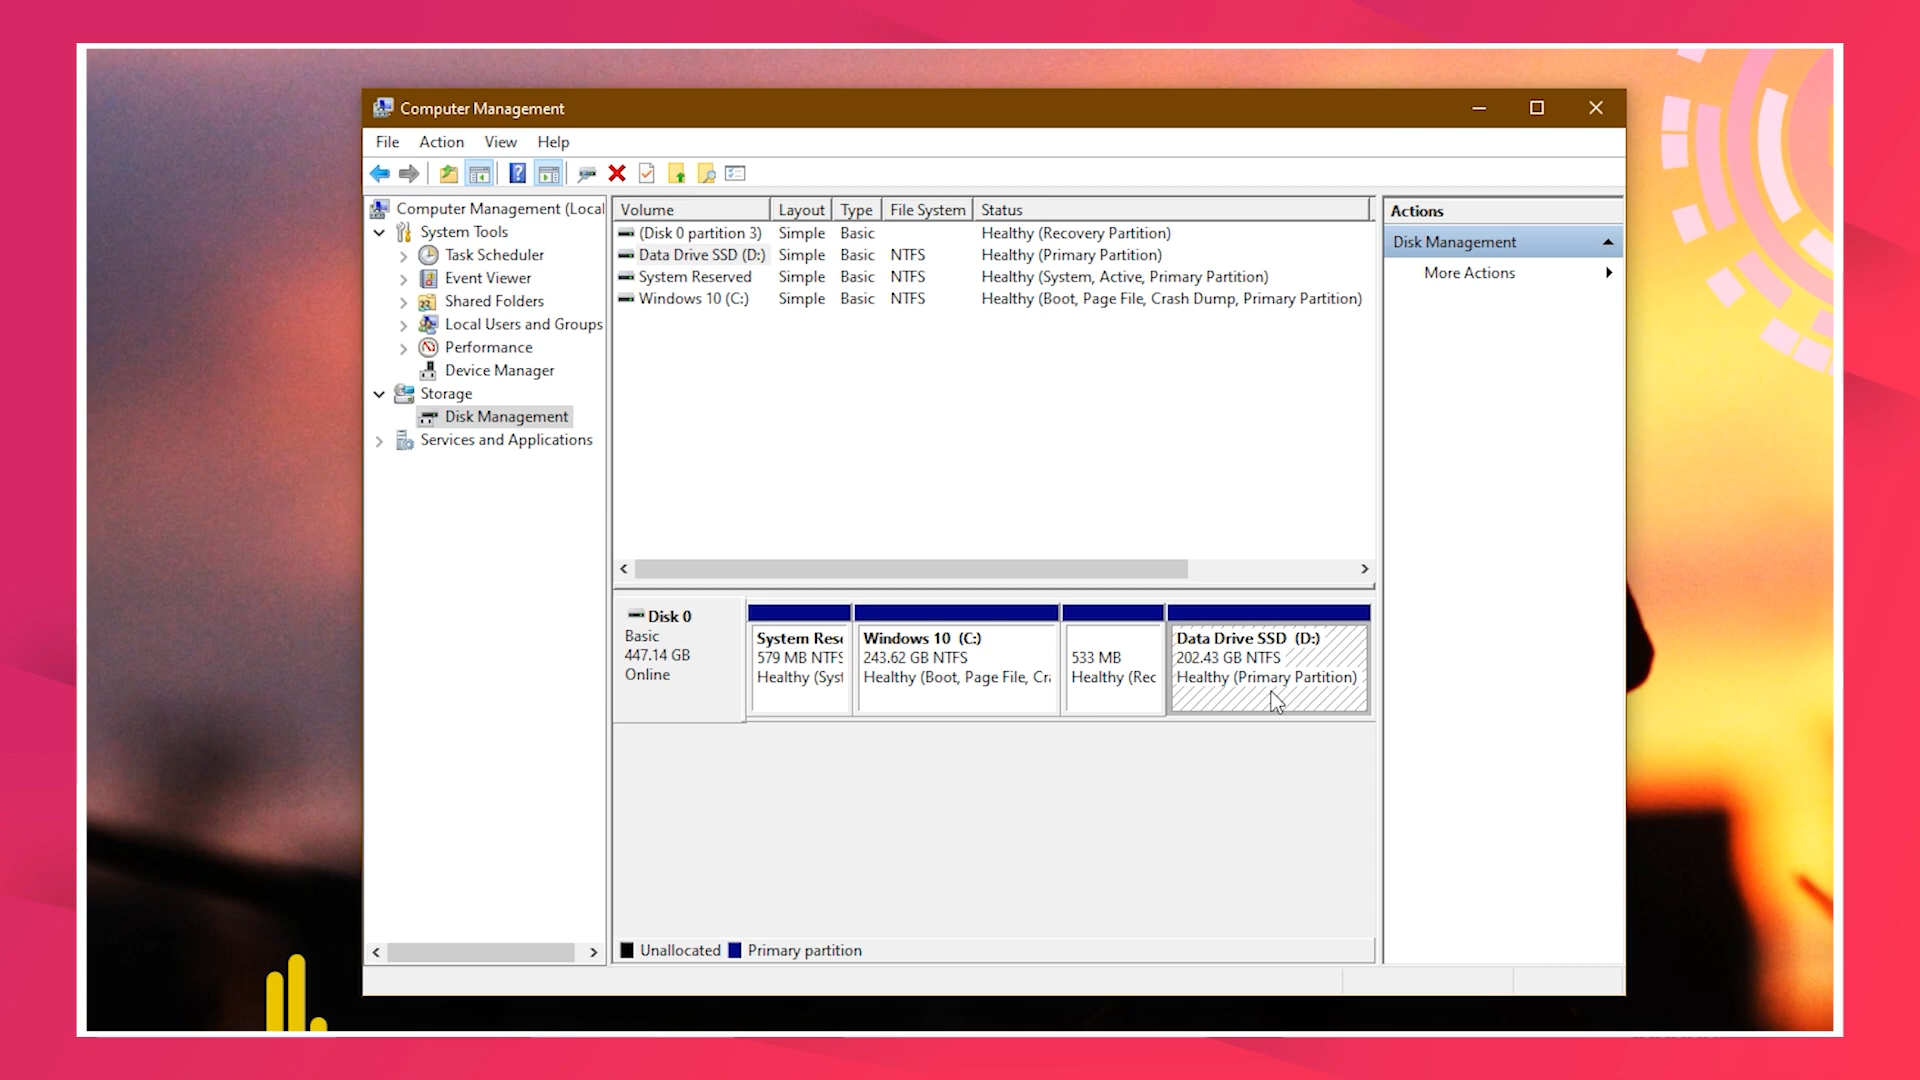 Computer Management
File Action View Help
Computer Management (Local
System Tools
Task Scheduler
Event Viewer
Shared Folders
Local Users and Groups
Performance
Device Manager
Storage
Disk Management
Services and Applications
Volume Layout Type File System Status
(Disk 0 partition 3) Simple Basic Healthy (Recovery Partition)
Data Drive SSD (D:) Simple Basic NTFS Healthy (Primary Partition)
System Reserved Simple Basic NTFS Healthy (System, Active, Primary Partition)
Windows 10 (C:) Simple Basic NTFS Healthy (Boot, Page File, Crash Dump, Primary Partition)
Disk 0
Basic
447.14 GB
Online
System Rese
579 MB NTFS
Healthy (Syst
Windows 10 (C:)
243.62 GB NTFS
Healthy (Boot, Page File, Cra
533 MB
Healthy (Rec
Data Drive SSD (D:)
202.43 GB NTFS
Healthy (Primary Partition)
Unallocated Primary partition
Actions
Disk Management
More Actions